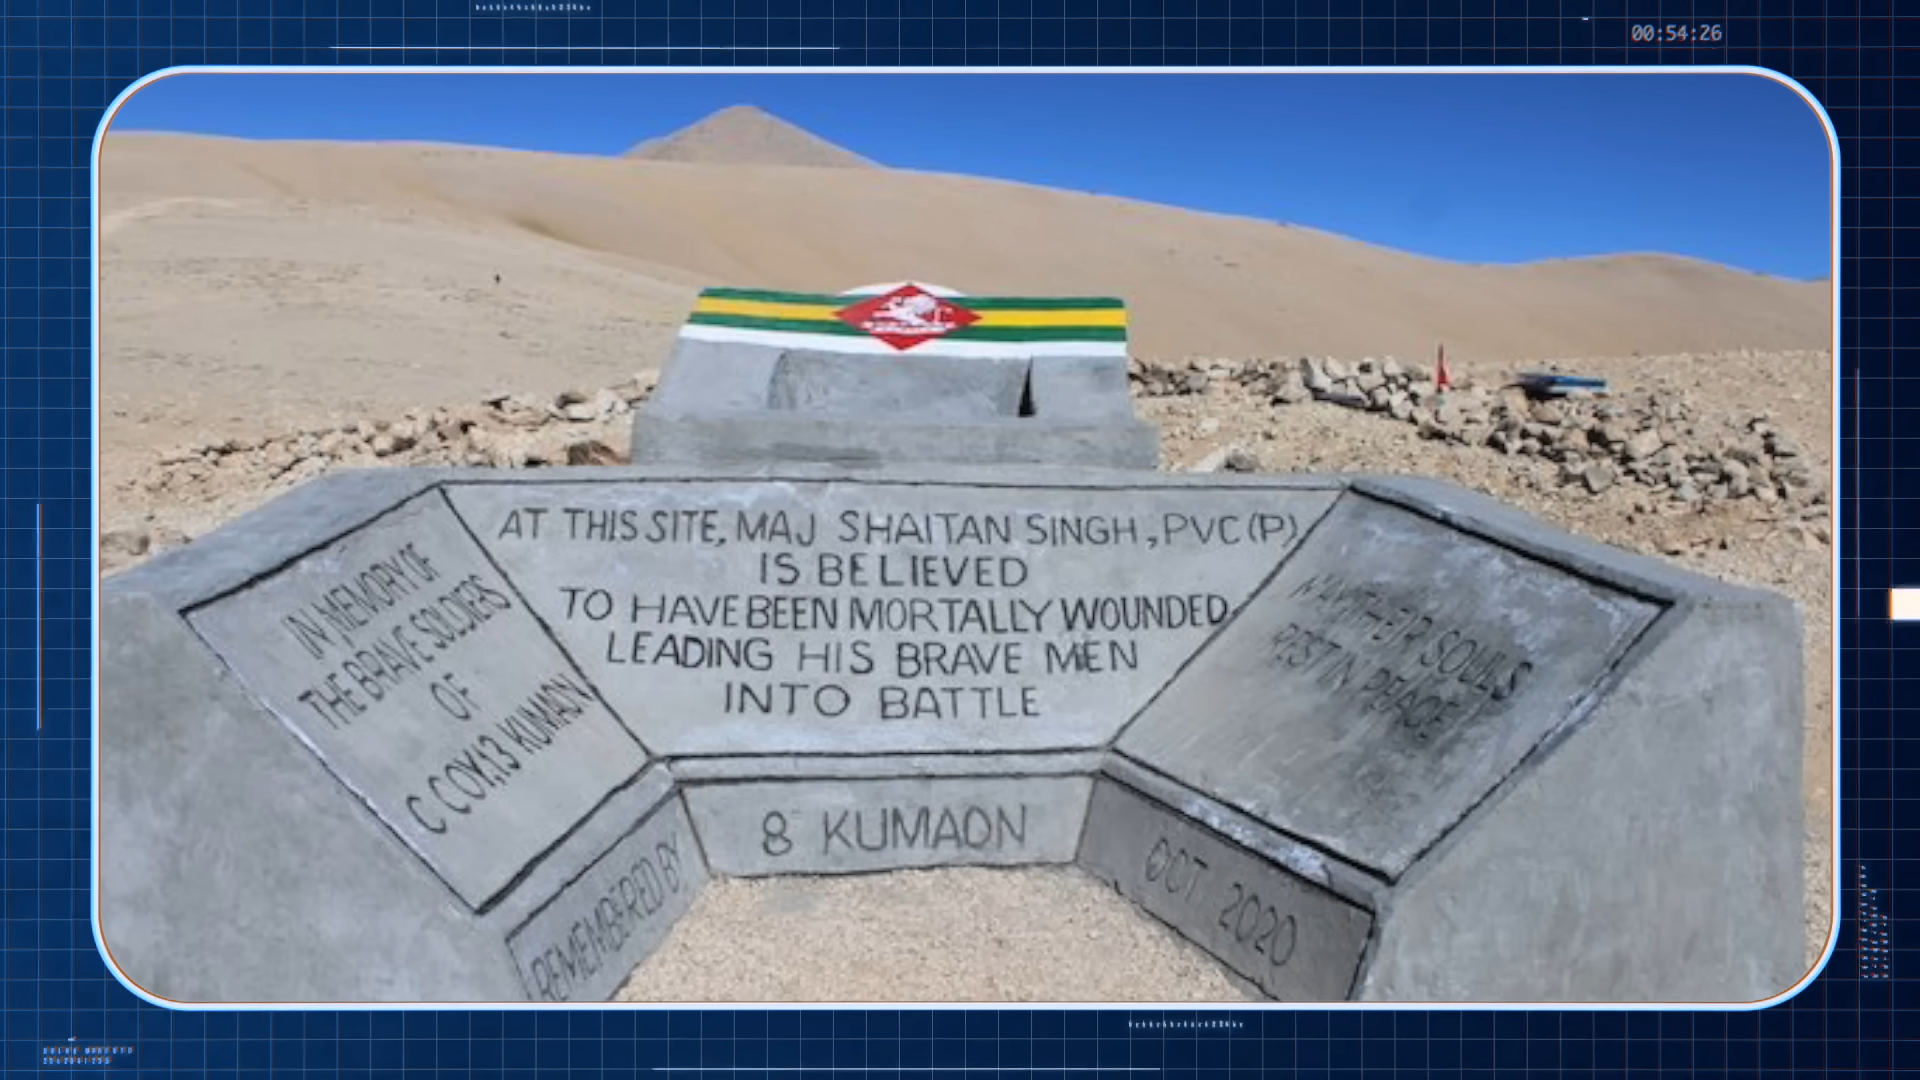 00:54:26
IN MEMORY OF
THE BRAVE SOLDIERS
OF
C COY,13 KUMAON
AT THIS SITE, MAJ SHAITAN SINGH, PVC (P)
IS BELIEVED
TO HAVE BEEN MORTALLY WOUNDED
LEADING HIS BRAVE MEN
INTO BATTLE
MAY THEIR SOULS
REST IN PEACE
REMEMBERED BY
8 KUMAON
OCT 2020